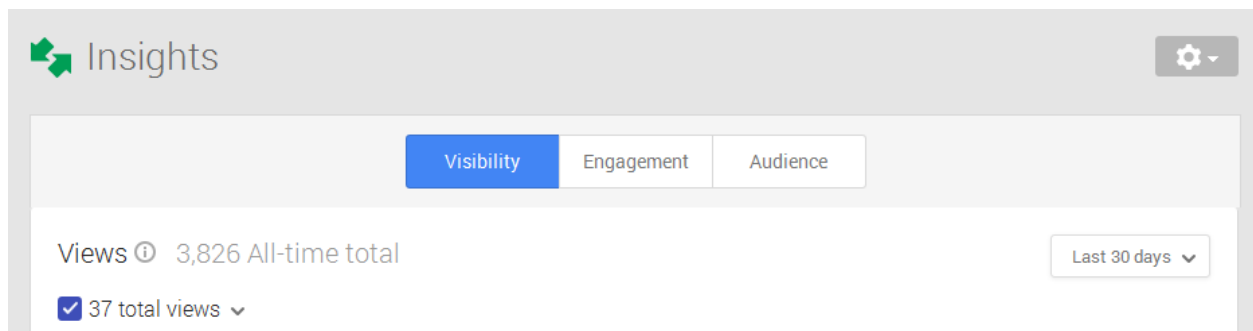 Insights
Visibility Engagement Audience
Views 3,826 All-time total
Last 30 days
37 total views